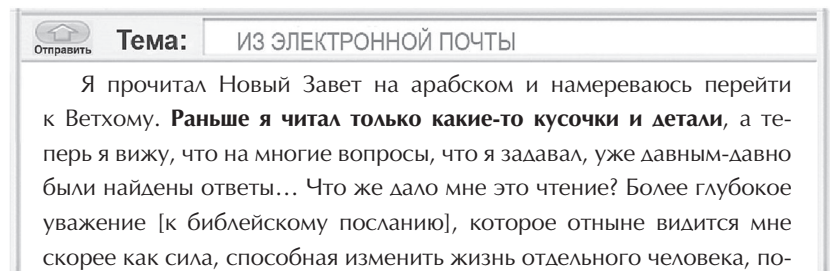 Отправить Тема: ИЗ ЭЛЕКТРОННОЙ ПОЧТЫ
Я прочитал Новый Завет на арабском и намереваюсь перейти
к Ветхому. Раньше я читал только какие-то кусочки и детали, а те-
перь я вижу, что на многие вопросы, что я задавал, уже давным-давно
были найдены ответы... Что же дало мне это чтение? Более глубокое
уважение [к библейскому посланию], которое отныне видится мне
скорее как сила, способная изменить жизнь отдельного человека, по-